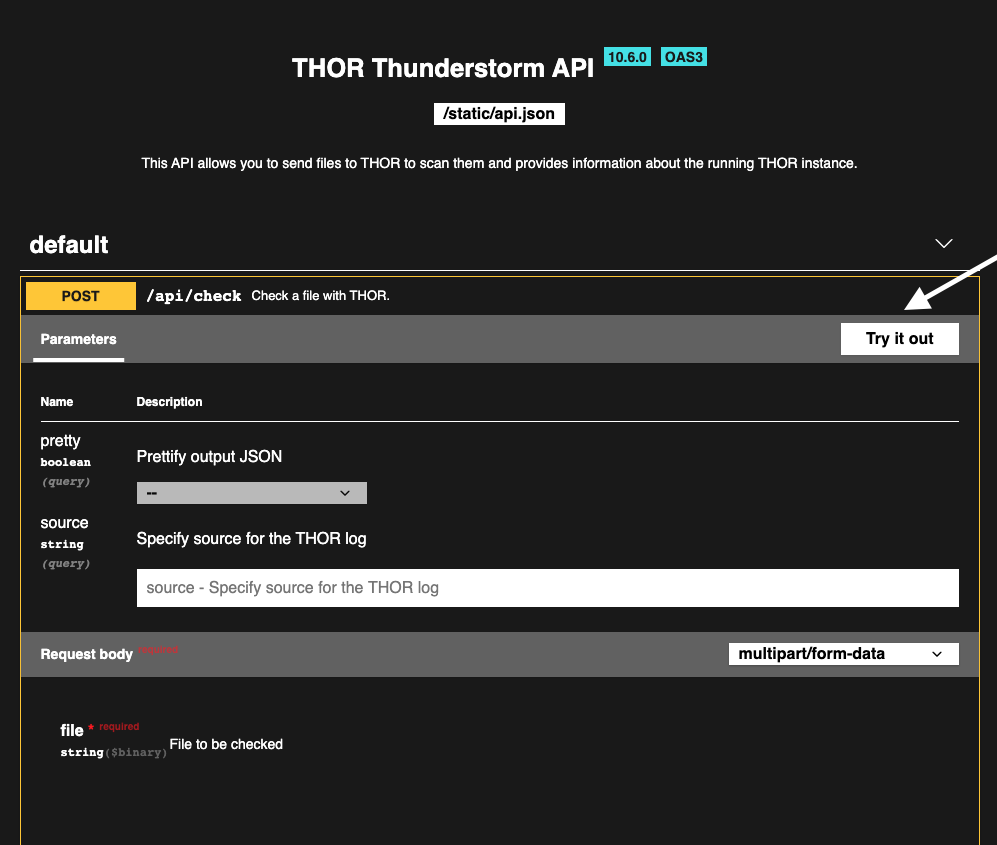 THOR Thunderstorm API 10.6.0 OAS3
/static/api.json
This API allows you to send files to THOR to scan them and provides information about the running THOR instance.
default
POST /api/check Check a file with THOR.
Parameters Try it out
Name Description
pretty
boolean
(query)
Prettify output JSON
--
source
string
(query)
Specify source for the THOR log
source - Specify source for the THOR log
Request body required multipart/form-data
file * required
string($binary)
File to be checked